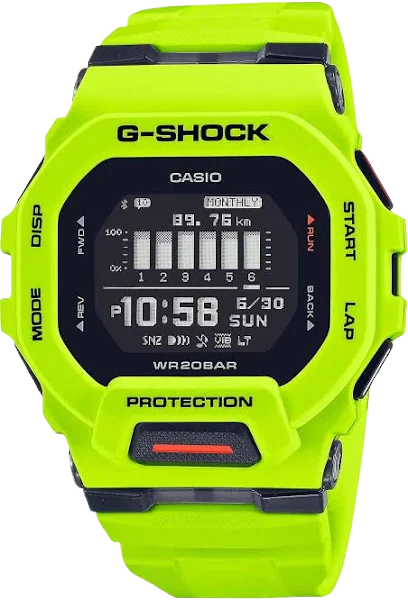 G-SHOCK
CASIO
MONTHLY
89.76 km
100
0%
1 2 3 4 5 6
P 10:58 6/30
SUN
SNZ VIB LT
WR20BAR
PROTECTION
DISP
MODE
FWD
REV
START
LAP
RUN
BACK